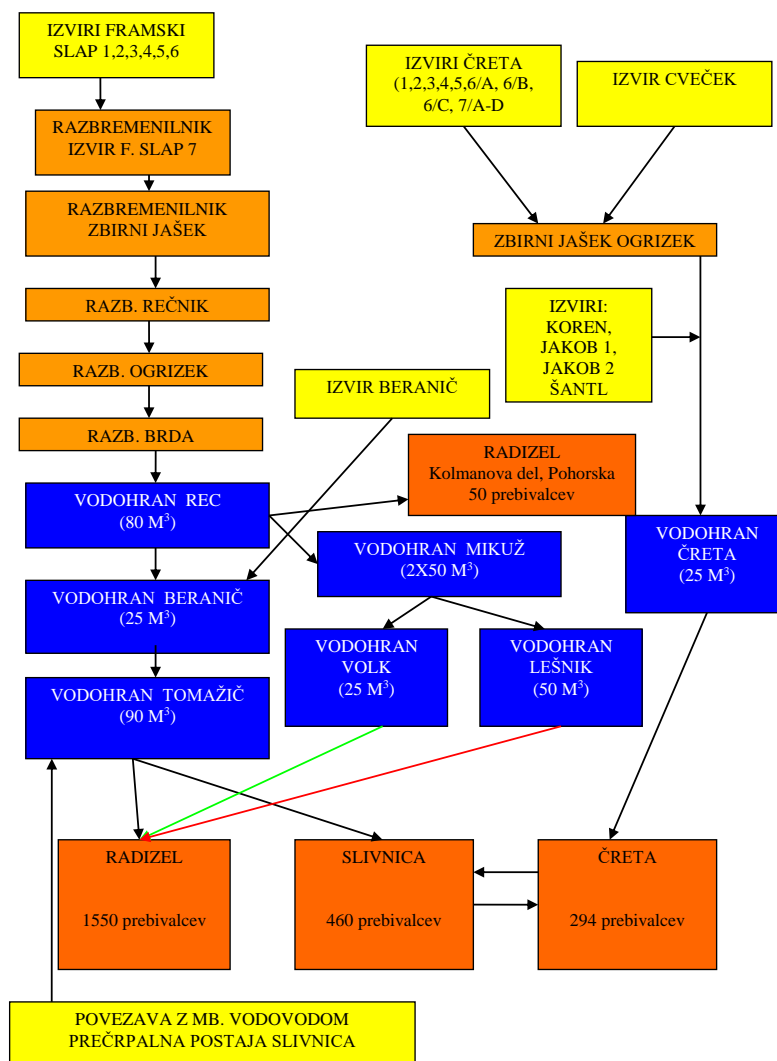 IZVIRI FRAMSKI
SLAP 1,2,3,4,5,6
IZVIRI ČRETA
(1,2,3,4,5,6/A, 6/B,
6/C, 7/A-D
IZVIR CVEČEK
RAZBREMENILNIK
IZVIR F. SLAP 7
RAZBREMENILNIK
ZBIRNI JAŠEK
ZBIRNI JAŠEK OGRIZEK
RAZB. REČNIK
IZVIRI:
KOREN,
JAKOB 1,
JAKOB 2
ŠANTL
RAZB. OGRIZEK
IZVIR BERANIČ
RAZB. BRDA
RADIZEL
Kolmanova del, Pohorska
50 prebivalcev
VODOHRAN REC
(80 M³)
VODOHRAN MIKUŽ
(2X50 M³)
VODOHRAN
ČRETA
(25 M³)
VODOHRAN BERANIČ
(25 M³)
VODOHRAN
VOLK
(25 M³)
VODOHRAN
LEŠNIK
(50 M³)
VODOHRAN TOMAŽIČ
(90 M³)
RADIZEL
1550 prebivalcev
SLIVNICA
460 prebivalcev
ČRETA
294 prebivalcev
POVEZAVA Z MB. VODOVODOM
PREČRPALNA POSTAJA SLIVNICA